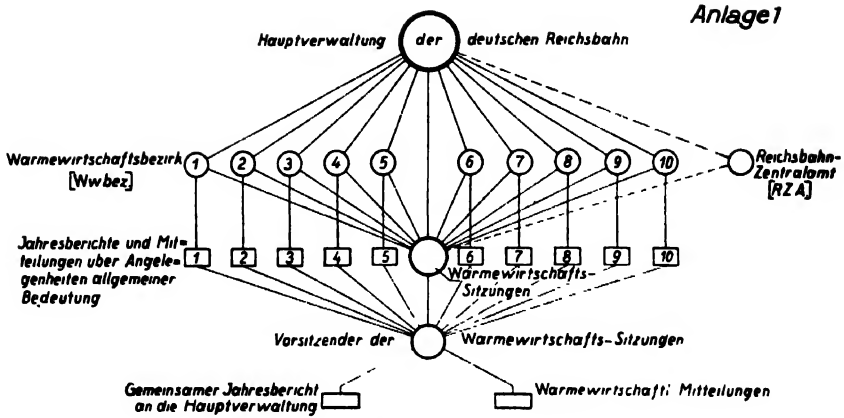 Anlage 1
Hauptverwaltung der deutschen Reichsbahn
Warmewirtschaftsbezirk
[Wwbez]
1 2 3 4 5 6 7 8 9 10
Reichsbahn-
Zentralamt
[RZA]
Jahresberichte und Mit=
teilungen uber Angele=
genheiten allgemeiner
Bedeutung
1 2 3 4 5 6 7 8 9 10
Warmewirtschafts-
Sitzungen
Vorsitzender der Warmewirtschafts-Sitzungen
Gemeinsamer Jahresbericht
an die Hauptverwaltung
Warmewirtschaftl Mitteilungen